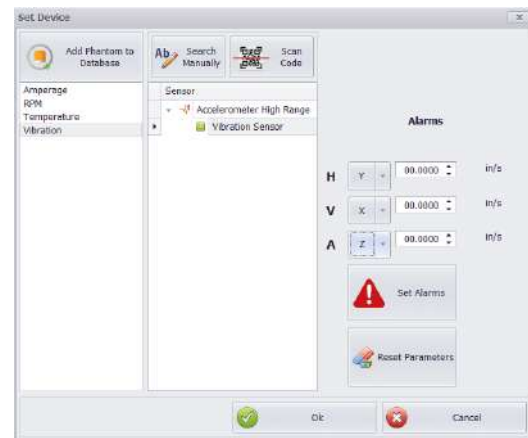 Set Device
Add Phantom to
Database
Ab
Search
Manually
Scan
Code
Amperage
RPM
Temperature
Vibration
Sensor
Accelerometer High Range
Vibration Sensor
Alarms
H Y 00.0000 in/s
V X 00.0000 in/s
A Z 00.0000 in/s
Set Alarms
Reset Parameters
Ok
Cancel